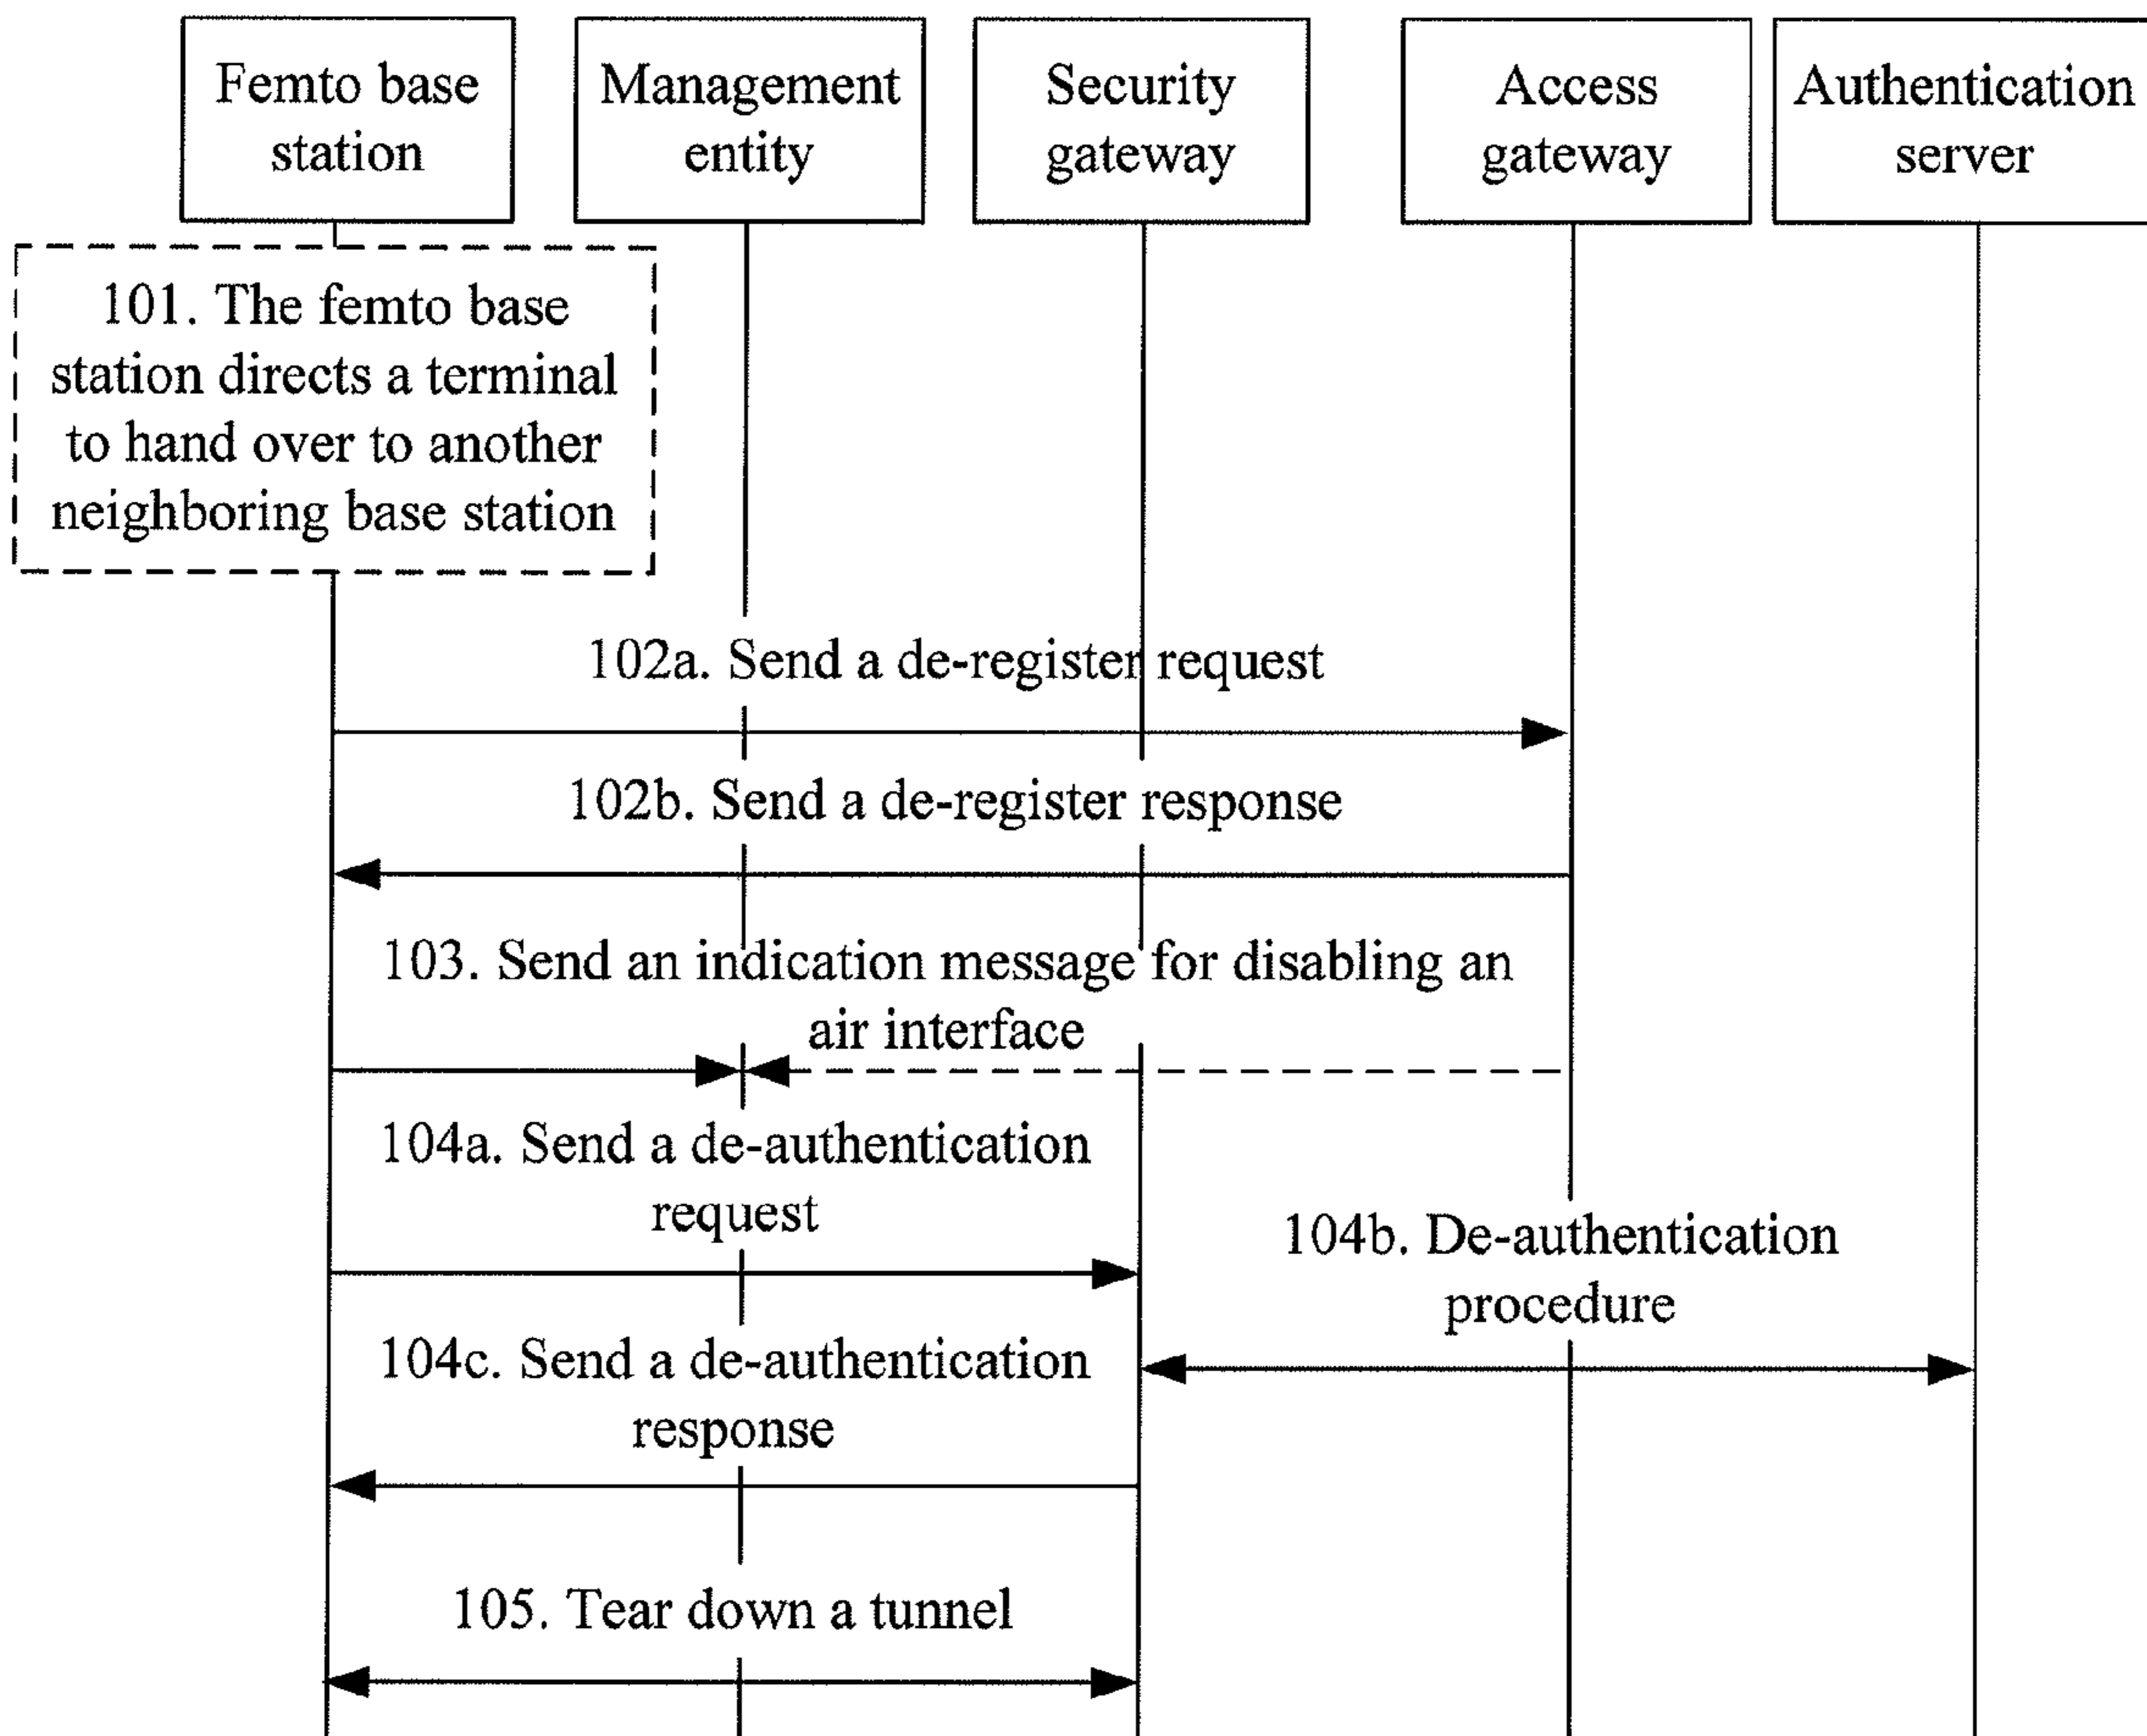 Femto base
station
Management
entity
Security
gateway
Access
gateway
Authentication
server
101. The femto base
station directs a terminal
to hand over to another
neighboring base station
102a. Send a de-register request
102b. Send a de-register response
103. Send an indication message for disabling an
air interface
104a. Send a de-authentication
request
104b. De-authentication
procedure
104c. Send a de-authentication
response
105. Tear down a tunnel